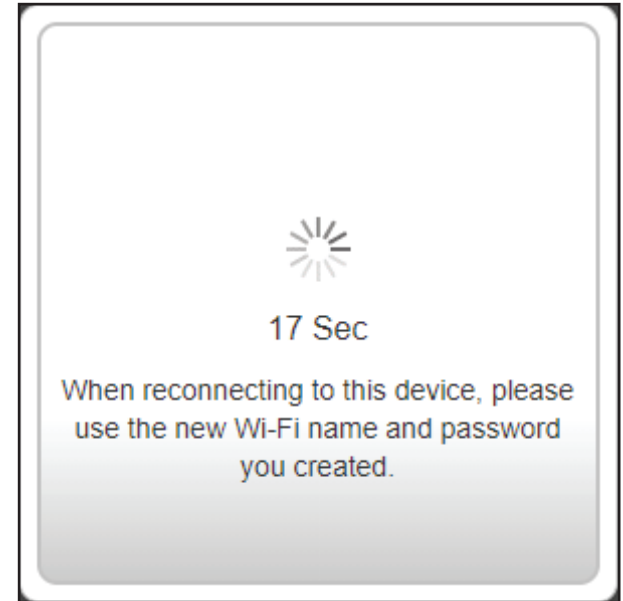 17 Sec
When reconnecting to this device, please
use the new Wi-Fi name and password
you created.